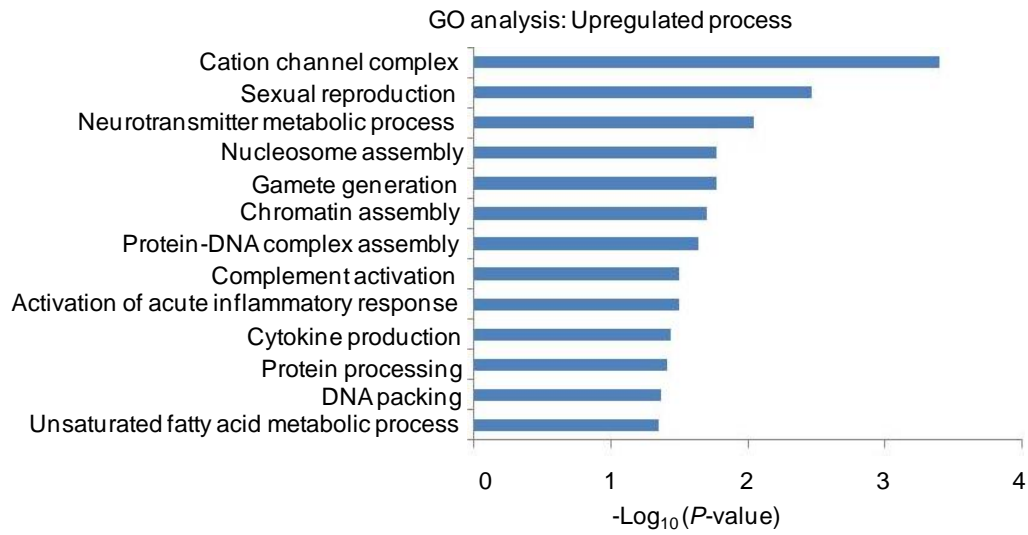 GO analysis: Upregulated process
Cation channel complex
Sexual reproduction
Neurotransmitter metabolic process
Nucleosome assembly
Gamete generation
Chromatin assembly
Protein-DNA complex assembly
Complement activation
Activation of acute inflammatory response
Cytokine production
Protein processing
DNA packing
Unsaturated fatty acid metabolic process
0 1 2 3 4
-Log₁₀ (P-value)